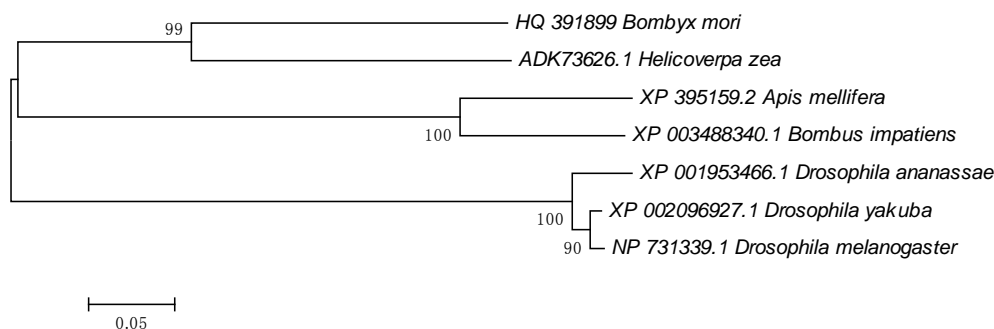 99
HQ 391899 Bombyx mori
ADK73626.1 Helicoverpa zea
XP 395159.2 Apis mellifera
100
XP 003488340.1 Bombus impatiens
XP 001953466.1 Drosophila ananassae
100
XP 002096927.1 Drosophila yakuba
90
NP 731339.1 Drosophila melanogaster
0.05